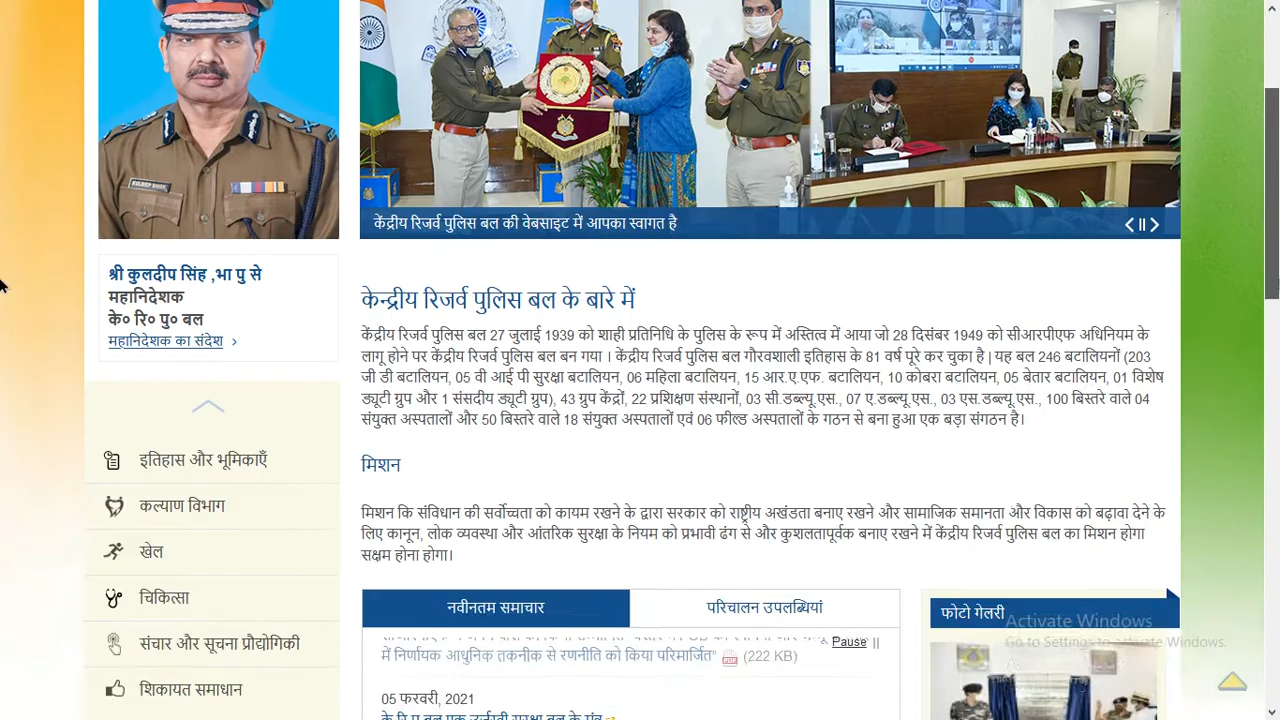 KULDIEP SINGH
केंद्रीय रिजर्व पुलिस बल की वेबसाइट में आपका स्वागत है
श्री कुलदीप सिंह ,भा पु से
महानिदेशक
के० रि० पु० बल
महानिदेशक का संदेश
इतिहास और भूमिकाएँ
कल्याण विभाग
खेल
चिकित्सा
संचार और सूचना प्रौद्योगिकी
शिकायत समाधान
केन्द्रीय रिजर्व पुलिस बल के बारे में
केंद्रीय रिजर्व पुलिस बल 27 जुलाई 1939 को शाही प्रतिनिधि के पुलिस के रूप में अस्तित्व में आया जो 28 दिसंबर 1949 को सीआरपीएफ अधिनियम के
लागू होने पर केंद्रीय रिजर्व पुलिस बल बन गया । केंद्रीय रिजर्व पुलिस बल गौरवशाली इतिहास के 81 वर्ष पूरे कर चुका है | यह बल 246 बटालियनों (203
जी डी बटालियन, 05 वी आई पी सुरक्षा बटालियन, 06 महिला बटालियन, 15 आर.ए.एफ. बटालियन, 10 कोबरा बटालियन, 05 बेतार बटालियन, 01 विशेष
ड्यूटी ग्रुप और 1 संसदीय ड्यूटी ग्रुप), 43 ग्रुप केंद्रों, 22 प्रशिक्षण संस्थानों, 03 सी.डब्ल्यू.एस., 07 ए.डब्ल्यू.एस., 03 एस.डब्ल्यू.एस., 100 बिस्तरे वाले 04
संयुक्त अस्पतालों और 50 बिस्तरे वाले 18 संयुक्त अस्पतालों एवं 06 फील्ड अस्पतालों के गठन से बना हुआ एक बड़ा संगठन है।
मिशन
मिशन कि संविधान की सर्वोच्चता को कायम रखने के द्वारा सरकार को राष्ट्रीय अखंडता बनाए रखने और सामाजिक समानता और विकास को बढ़ावा देने के
लिए कानून, लोक व्यवस्था और आंतरिक सुरक्षा के नियम को प्रभावी ढंग से और कुशलतापूर्वक बनाए रखने में केंद्रीय रिजर्व पुलिस बल का मिशन होगा
सक्षम होना होगा।
नवीनतम समाचार
परिचालन उपलब्धियां
Pause ||
में निर्णायक आधुनिक तकनीक से रणनीति को किया परिमार्जित" (222 KB)
05 फरवरी, 2021
के रि पु बल एक ऊर्जस्वी सुरक्षा बल के मंत्र
फोटो गेलरी
Activate Windows
Go to Settings to activate Windows.